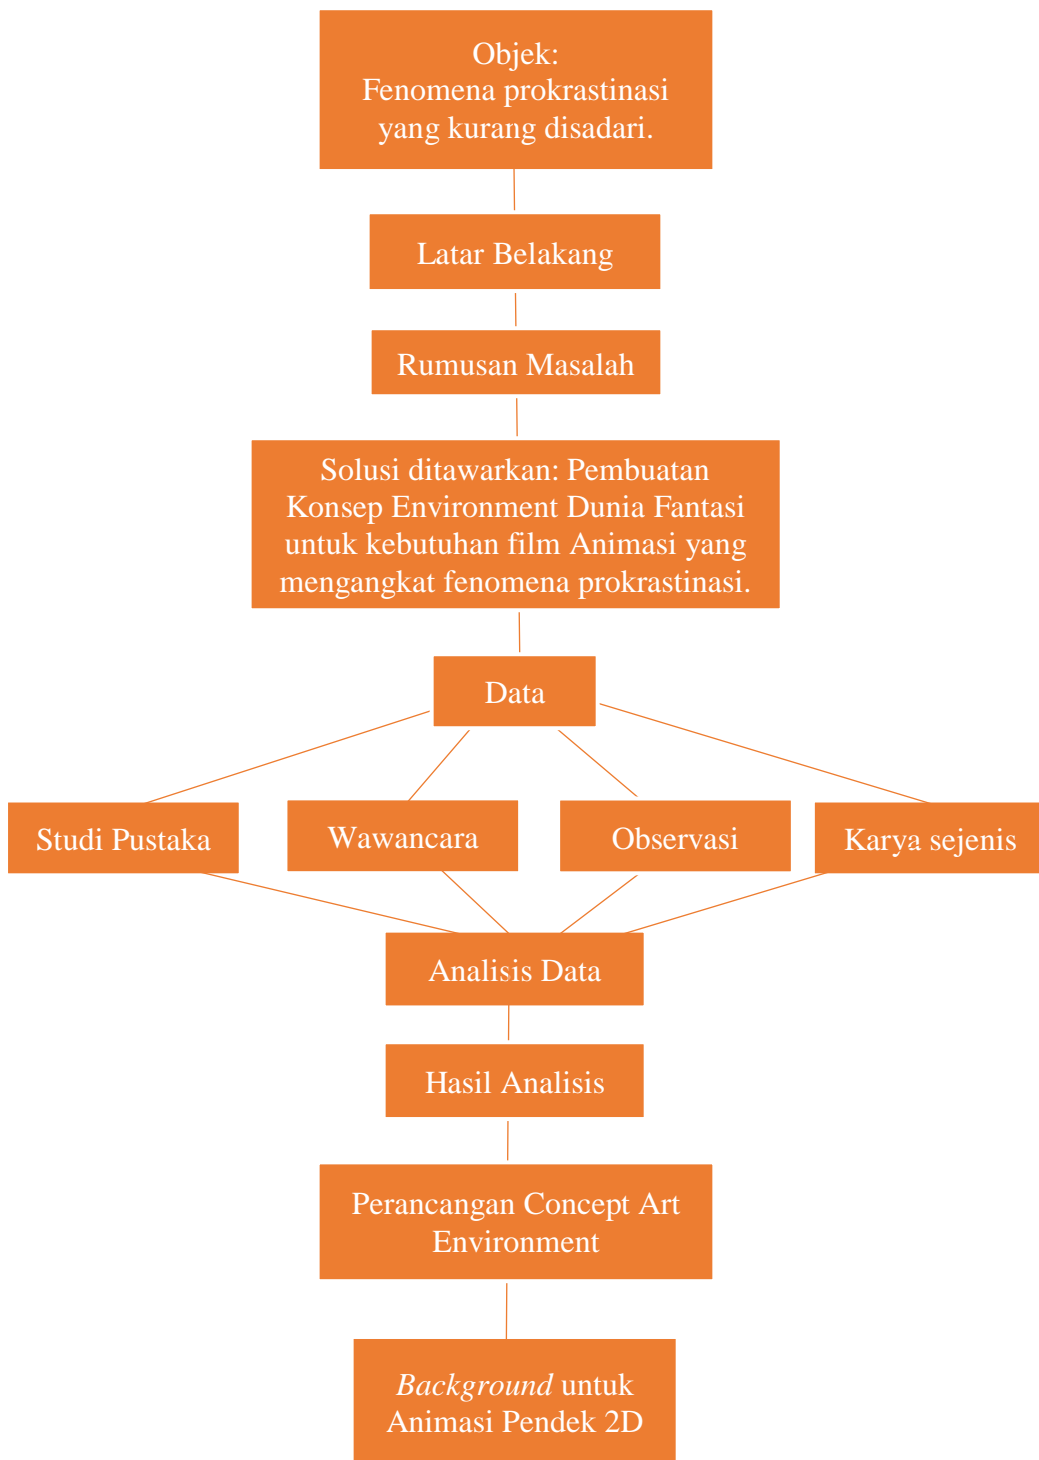 Objek:
Fenomena prokrastinasi
yang kurang disadari.
Latar Belakang
Rumusan Masalah
Solusi ditawarkan: Pembuatan
Konsep Environment Dunia Fantasi
untuk kebutuhan film Animasi yang
mengangkat fenomena prokrastinasi.
Data
Studi Pustaka
Wawancara
Observasi
Karya sejenis
Analisis Data
Hasil Analisis
Perancangan Concept Art
Environment
Background untuk
Animasi Pendek 2D